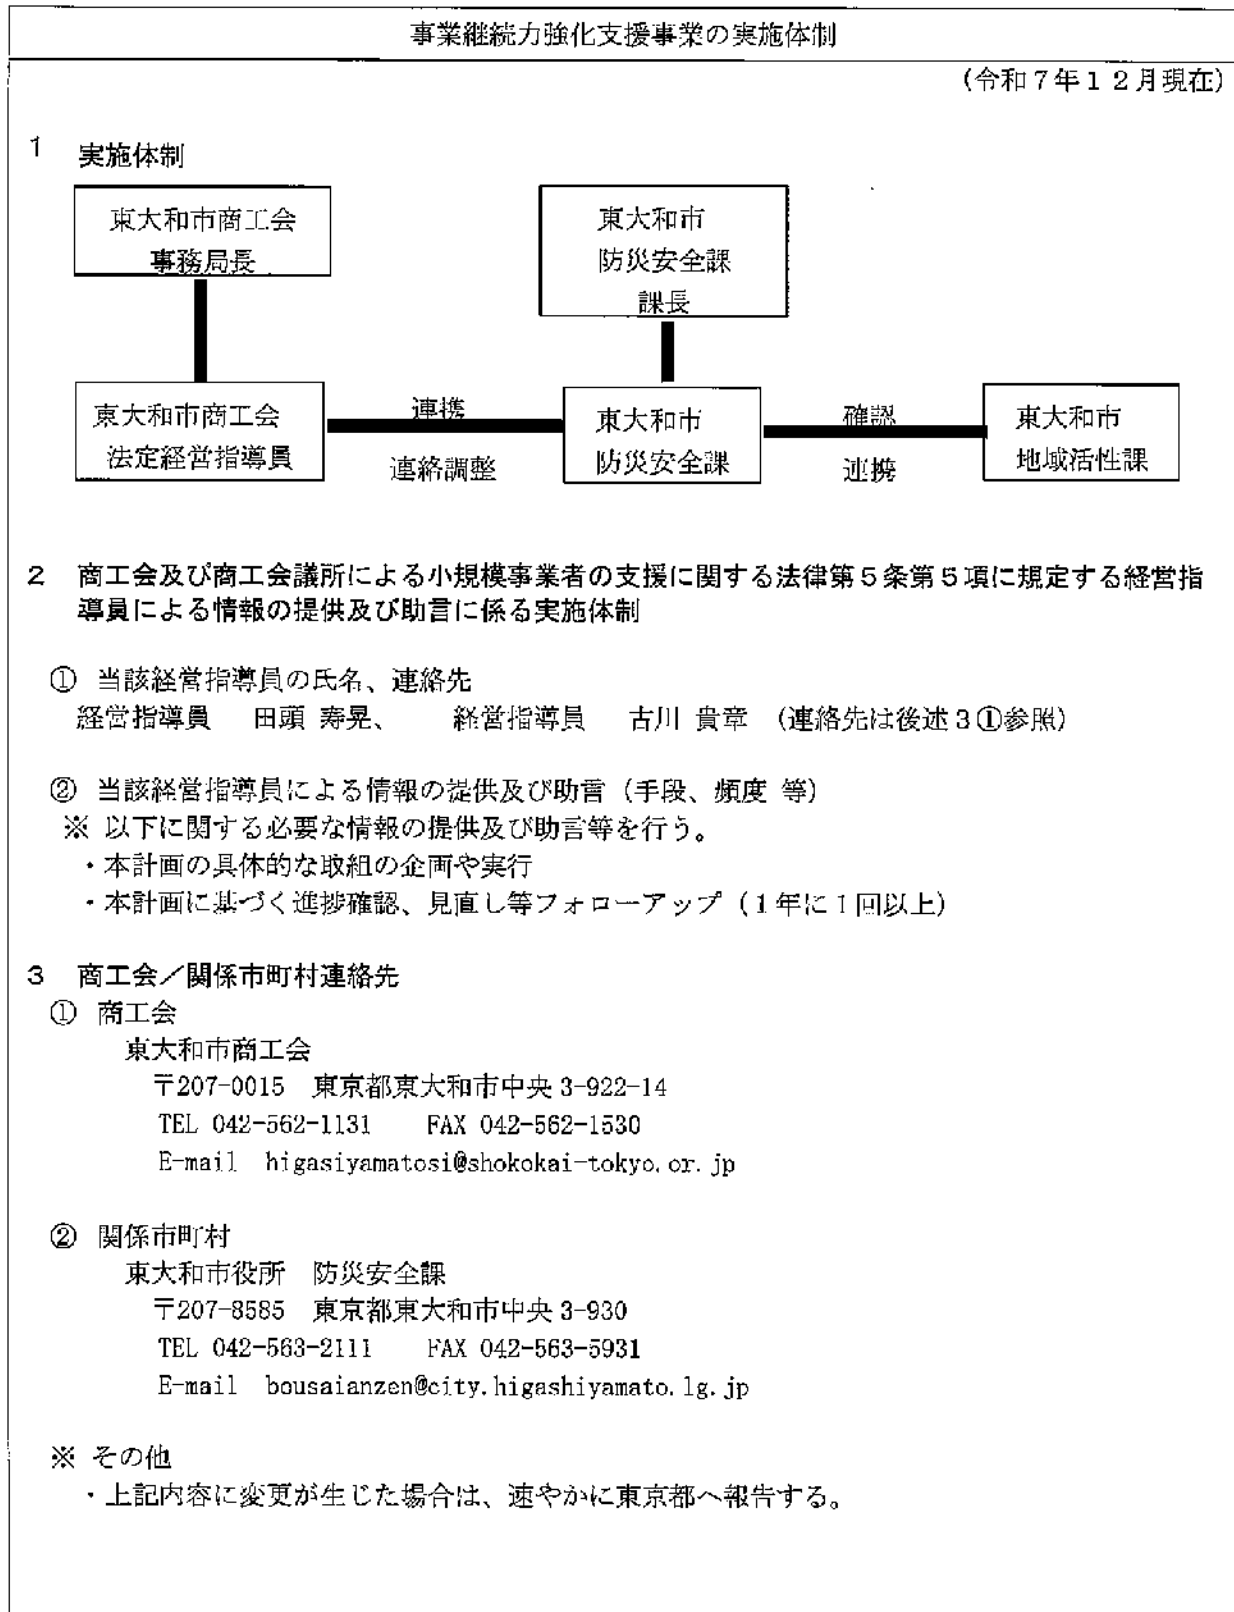 事業継続力強化支援事業の実施体制
(令和7年12月現在)
1 実施体制
東大和市商工会
事務局長
東大和市
防災安全課
課長
東大和市商工会
法定経営指導員
連携
連絡調整
東大和市
防災安全課
確認
連携
東大和市
地域活性課
2 商工会及び商工会議所による小規模事業者の支援に関する法律第5条第5項に規定する経営指
導員による情報の提供及び助言に係る実施体制
① 当該経営指導員の氏名、連絡先
経営指導員 田頭 寿晃、 経営指導員 古川 貴章 (連絡先は後述3①参照)
② 当該経営指導員による情報の提供及び助言(手段、頻度 等)
※ 以下に関する必要な情報の提供及び助言等を行う。
・本計画の具体的な取組の企画や実行
・本計画に基づく進捗確認、見直し等フォローアップ(1年に1回以上)
3 商工会/関係市町村連絡先
① 商工会
東大和市商工会
〒207-0015 東京都東大和市中央3-922-14
TEL 042-562-1131 FAX 042-562-1530
E-mail higasiyamatosi@shokokai-tokyo.or.jp
② 関係市町村
東大和市役所 防災安全課
〒207-8585 東京都東大和市中央3-930
TEL 042-563-2111 FAX 042-563-5931
E-mail bousaianzen@city.higashiyamato.lg.jp
※ その他
・上記内容に変更が生じた場合は、速やかに東京都へ報告する。